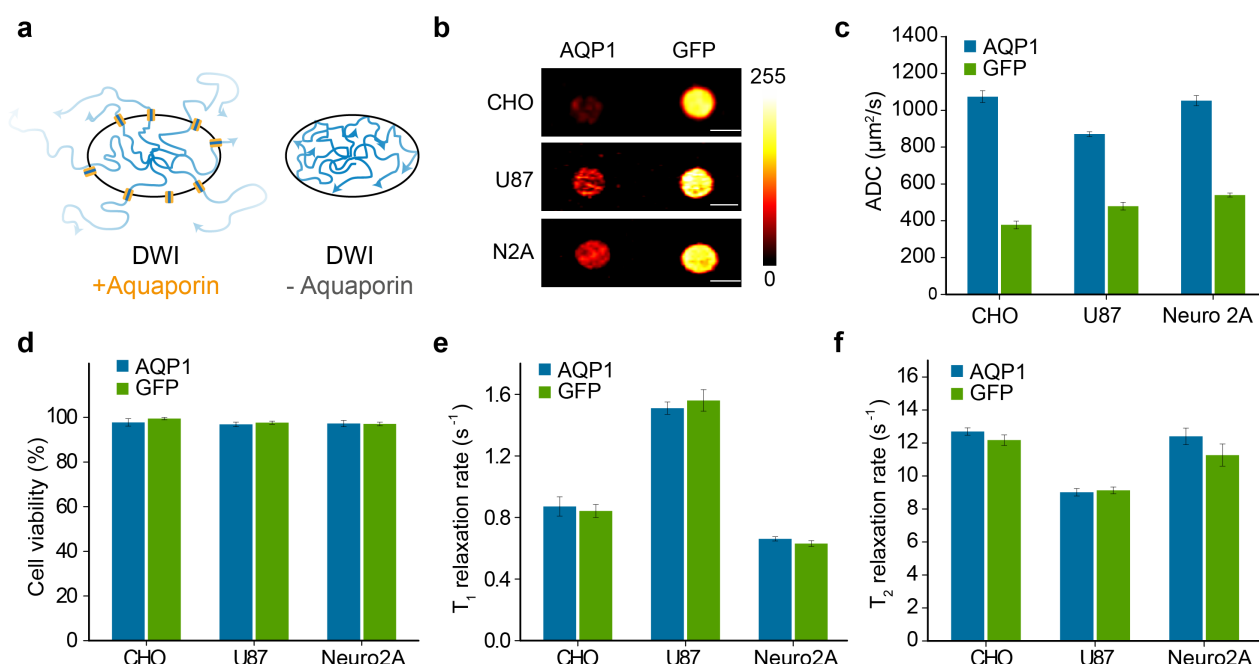 a
DWI
+Aquaporin
DWI
- Aquaporin
b
AQP1 GFP
CHO
U87
N2A
255
0
c
ADC (µm²/s)
1400
1200
1000
800
600
400
200
0
AQP1
GFP
CHO U87 Neuro 2A
d
Cell viability (%)
100
80
60
40
20
0
AQP1
GFP
CHO U87 Neuro2A
e
T₁ relaxation rate (s⁻¹ )
1.6
1.2
0.8
0.4
0.0
AQP1
GFP
CHO U87 Neuro2A
f
T₂ relaxation rate (s⁻¹)
16
14
12
10
8
6
4
2
0
AQP1
GFP
CHO U87 Neuro2A